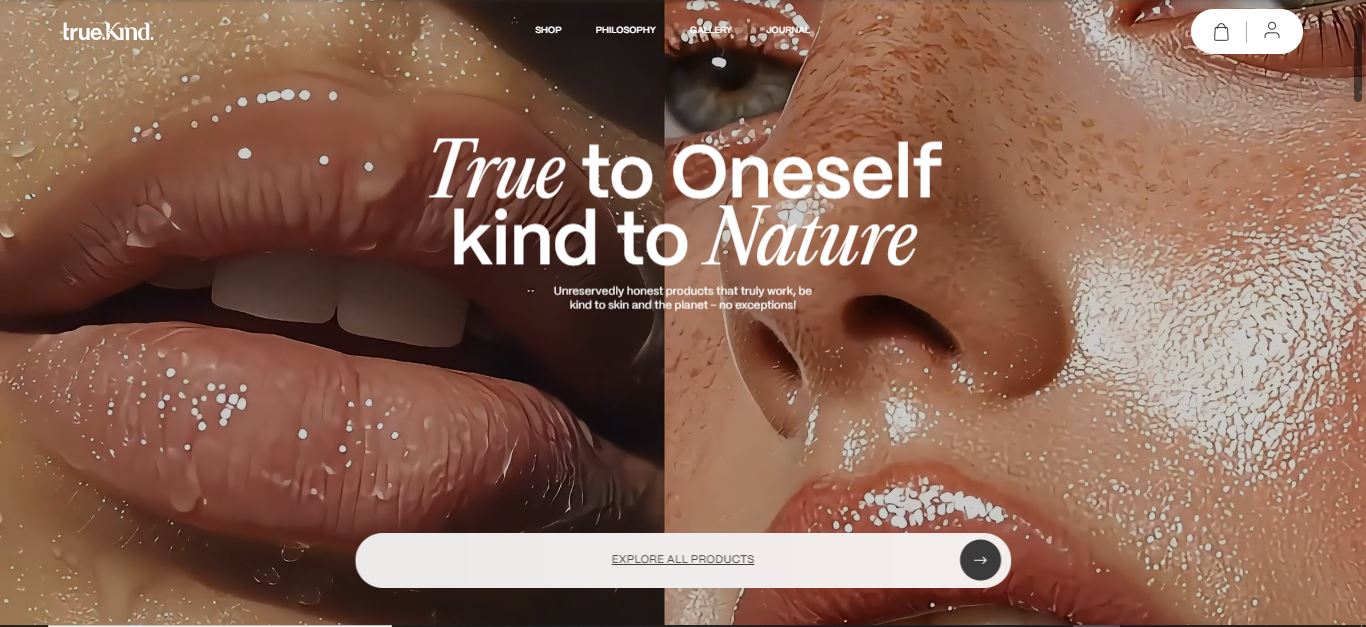 true.Kind.
SHOP
PHILOSOPHY
GALLERY
JOURNAL
True to Oneself
kind to Nature
Unreservedly honest products that truly work, be
kind to skin and the planet – no exceptions!
EXPLORE ALL PRODUCTS